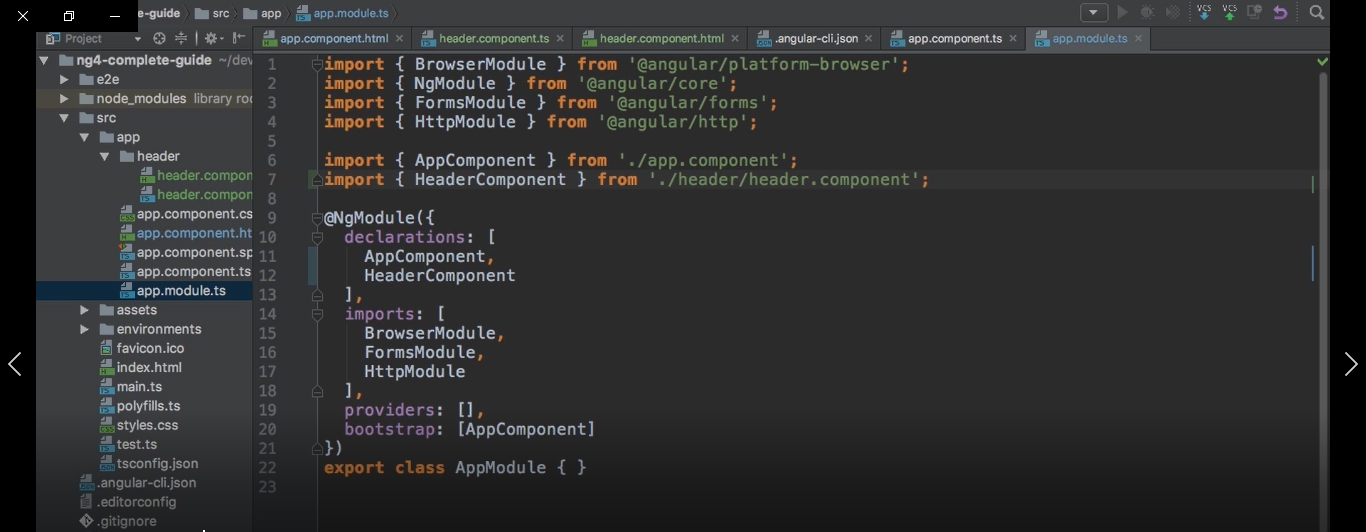 e-guide src app app.module.ts
VCS VCS
Project
app.component.html header.component.ts header.component.html .angular-cli.json app.component.ts app.module.ts
ng4-complete-guide ~/dev
e2e
node_modules library roo
src
app
header
header.compon
header.compon
app.component.cs
app.component.ht
app.component.sp
app.component.ts
app.module.ts
assets
environments
favicon.ico
index.html
main.ts
polyfills.ts
styles.css
test.ts
tsconfig.json
.angular-cli.json
.editorconfig
.gitignore
1 import { BrowserModule } from '@angular/platform-browser';
2 import { NgModule } from '@angular/core';
3 import { FormsModule } from '@angular/forms';
4 import { HttpModule } from '@angular/http';
5
6 import { AppComponent } from './app.component';
7 import { HeaderComponent } from './header/header.component';
8
9 @NgModule({
10 declarations: [
11 AppComponent,
12 HeaderComponent
13 ],
14 imports: [
15 BrowserModule,
16 FormsModule,
17 HttpModule
18 ],
19 providers: [],
20 bootstrap: [AppComponent]
21 })
22 export class AppModule { }
23